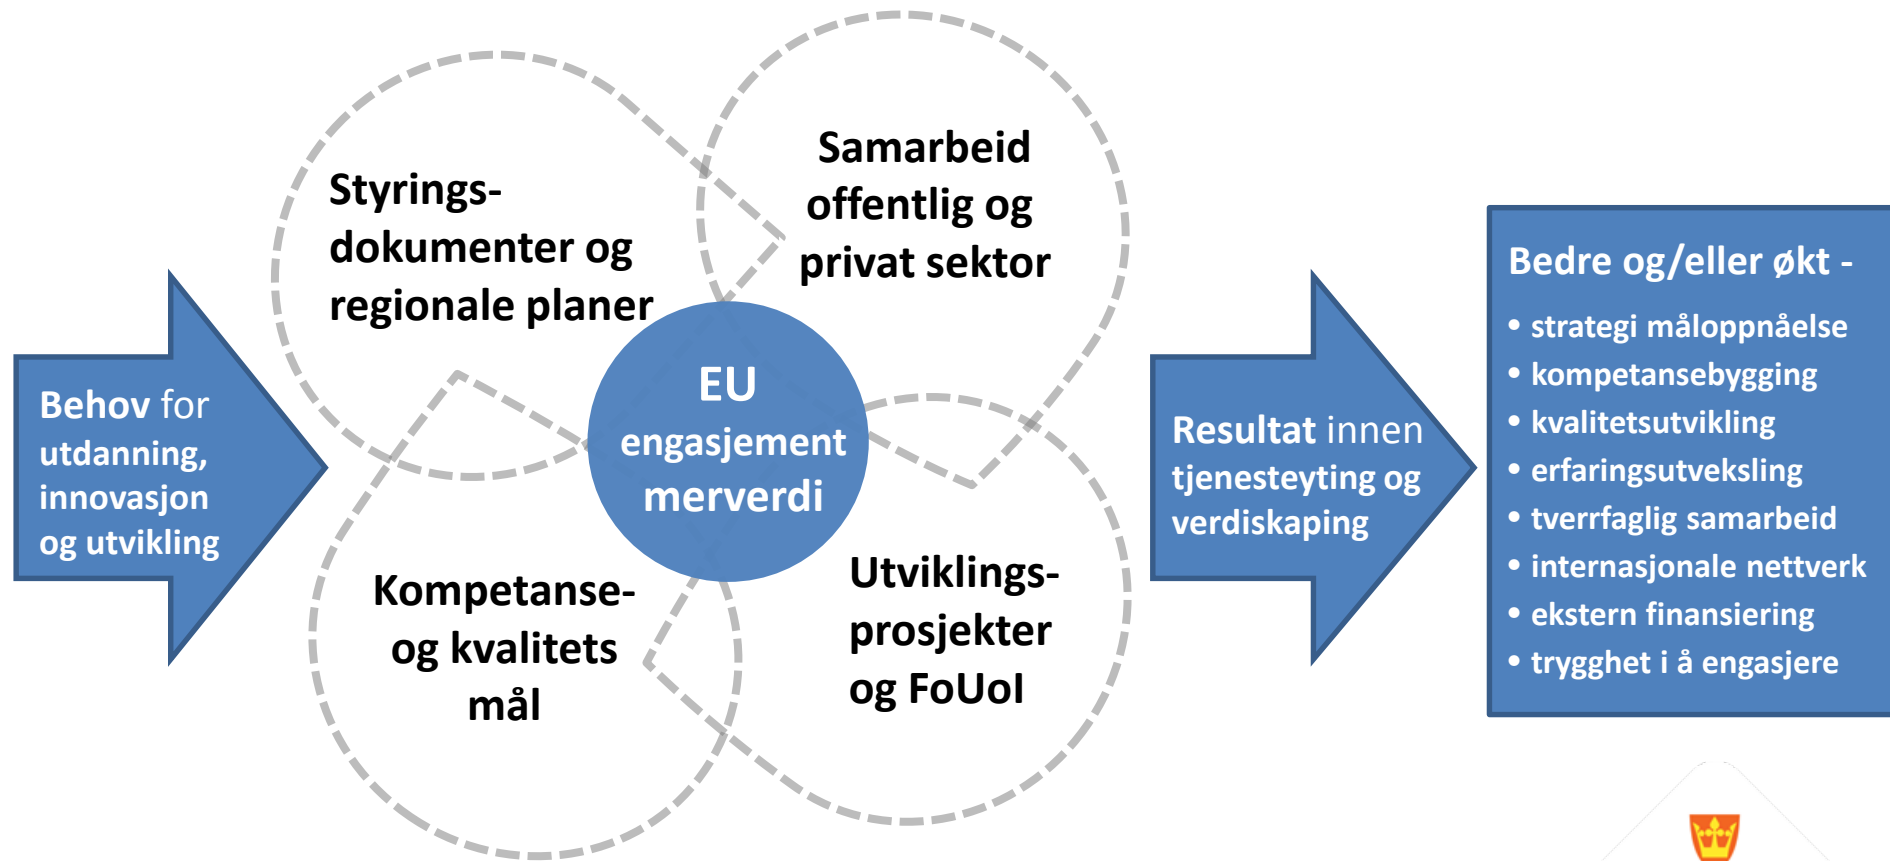 Behov for
utdanning,
innovasjon
og utvikling
Styrings-
dokumenter og
regionale planer
Samarbeid
offentlig og
privat sektor
EU
engasjement
merverdi
Kompetanse-
og kvalitets
mål
Utviklings-
prosjekter
og FoUoI
Resultat innen
tjenesteyting og
verdiskaping
Bedre og/eller økt -
• strategi måloppnåelse
• kompetansebygging
• kvalitetsutvikling
• erfaringsutveksling
• tverrfaglig samarbeid
• internasjonale nettverk
• ekstern finansiering
• trygghet i å engasjere